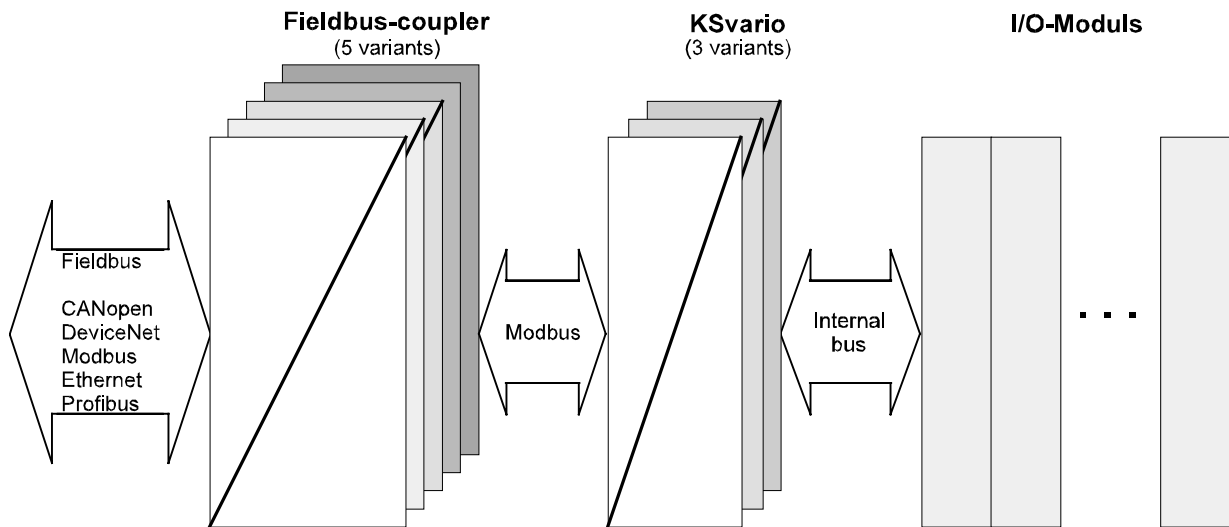 Fieldbus-coupler
(5 variants)
KSvario
(3 variants)
I/O-Moduls
Fieldbus
CANopen
DeviceNet
Modbus
Ethernet
Profibus
Modbus
Internal
bus
. . .